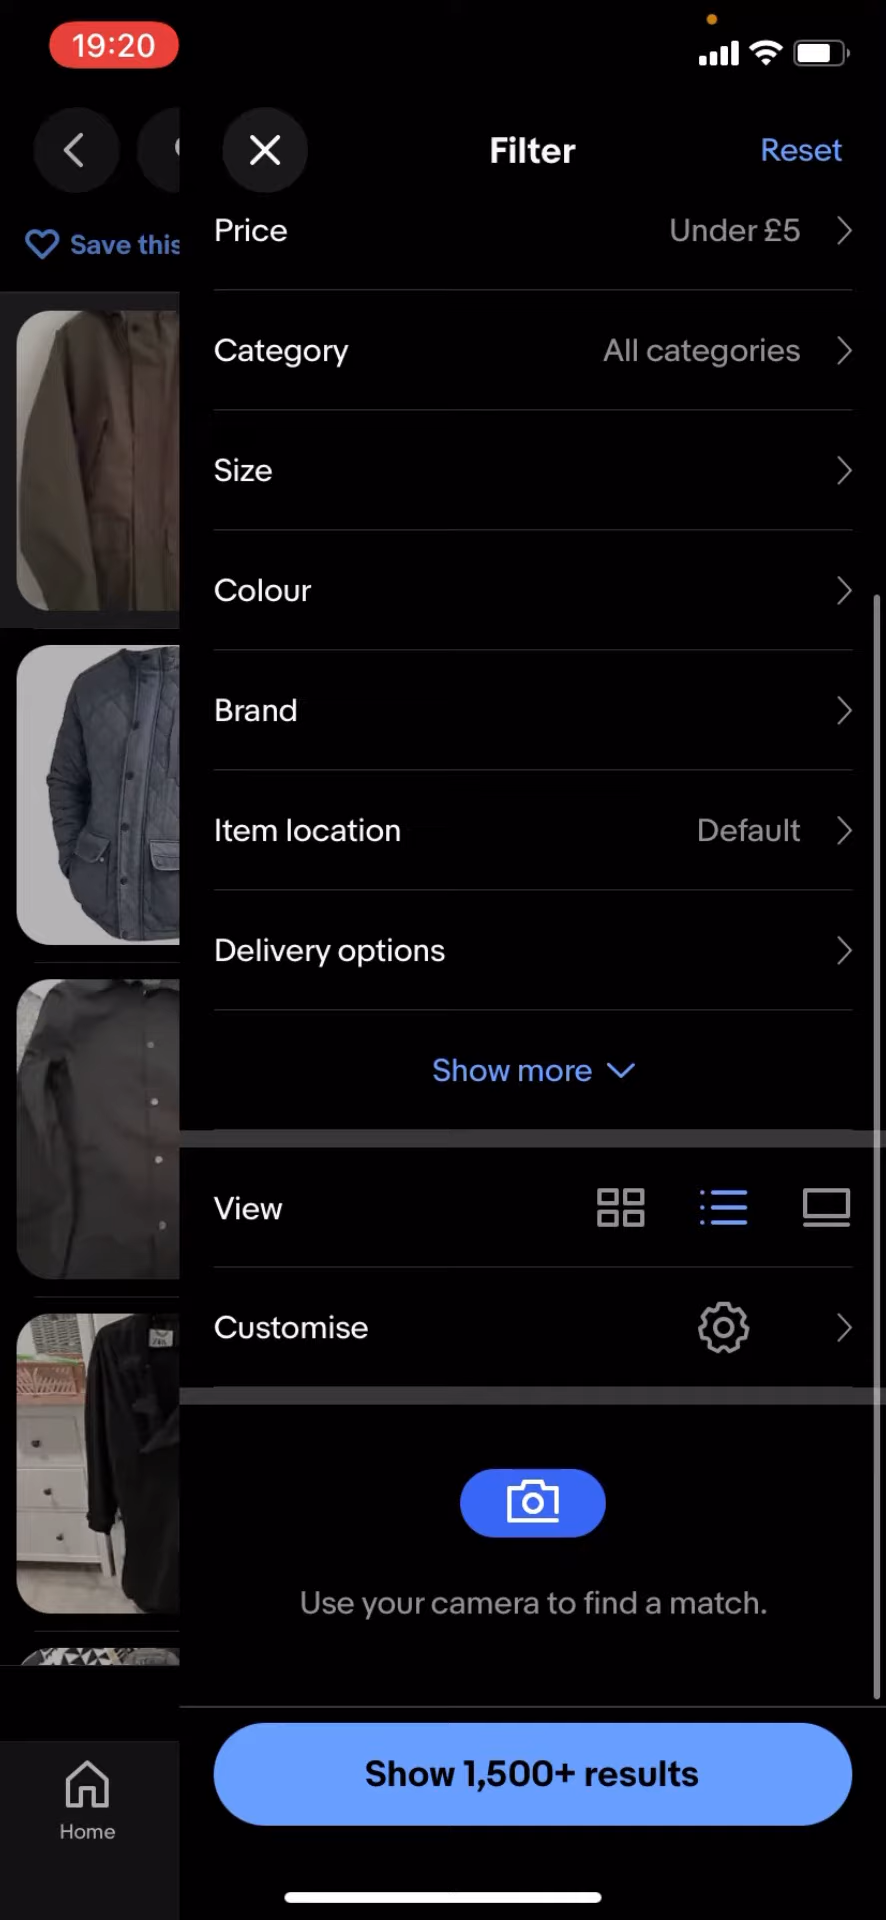 19:20
Filter
Reset
Save this
Price
Under £5
Category
All categories
Size
Colour
Brand
Item location
Default
Delivery options
Show more
View
Customise
Use your camera to find a match.
Show 1,500+ results
Home